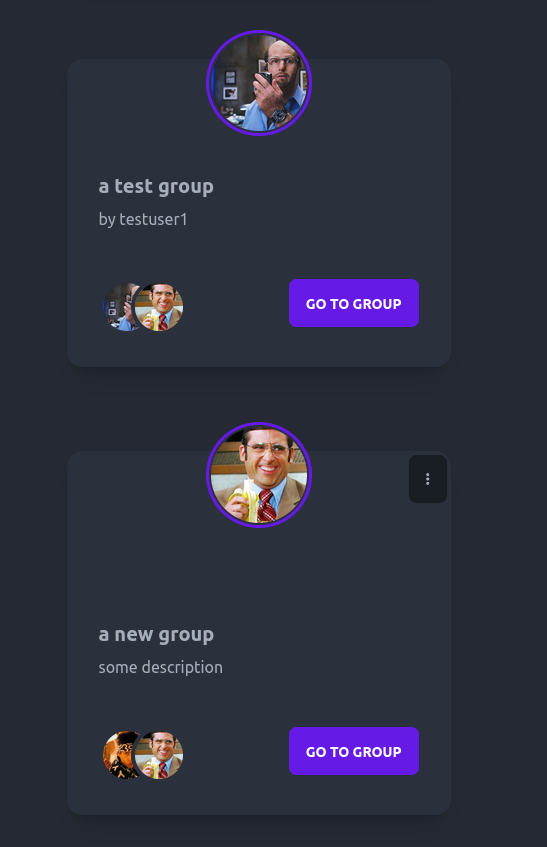 a test group
by testuser1
GO TO GROUP
a new group
some description
GO TO GROUP